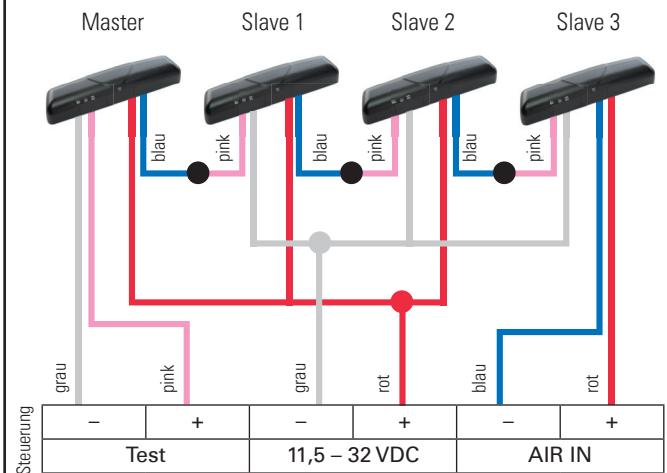 Master Slave 1 Slave 2 Slave 3
blau pink blau pink blau pink
grau pink grau rot blau rot
Steuerung
– + – + – +
Test 11,5 – 32 VDC AIR IN